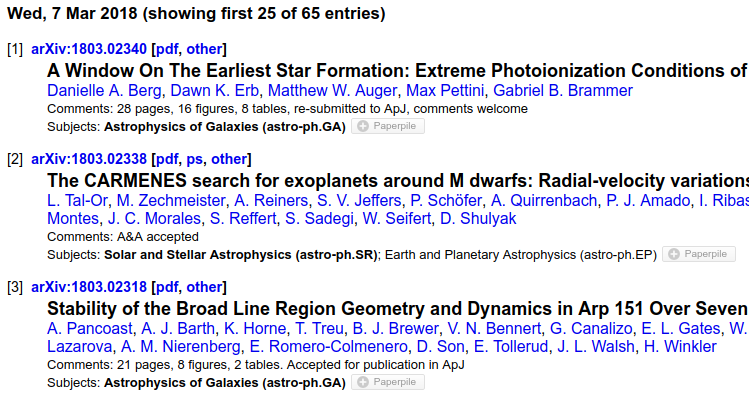 Wed, 7 Mar 2018 (showing first 25 of 65 entries)
[1] arXiv:1803.02340 [pdf, other]
A Window On The Earliest Star Formation: Extreme Photoionization Conditions of
Danielle A. Berg, Dawn K. Erb, Matthew W. Auger, Max Pettini, Gabriel B. Brammer
Comments: 28 pages, 16 figures, 8 tables, re-submitted to ApJ, comments welcome
Subjects: Astrophysics of Galaxies (astro-ph.GA) Paperpile
[2] arXiv:1803.02338 [pdf, ps, other]
The CARMENES search for exoplanets around M dwarfs: Radial-velocity variations
L. Tal-Or, M. Zechmeister, A. Reiners, S. V. Jeffers, P. Schöfer, A. Quirrenbach, P. J. Amado, I. Ribas
Montes, J. C. Morales, S. Reffert, S. Sadegi, W. Seifert, D. Shulyak
Comments: A&A accepted
Subjects: Solar and Stellar Astrophysics (astro-ph.SR); Earth and Planetary Astrophysics (astro-ph.EP) Paperpile
[3] arXiv:1803.02318 [pdf, other]
Stability of the Broad Line Region Geometry and Dynamics in Arp 151 Over Seven
A. Pancoast, A. J. Barth, K. Horne, T. Treu, B. J. Brewer, V. N. Bennert, G. Canalizo, E. L. Gates, W.
Lazarova, A. M. Nierenberg, E. Romero-Colmenero, D. Son, E. Tollerud, J. L. Walsh, H. Winkler
Comments: 21 pages, 8 figures, 2 tables. Accepted for publication in ApJ
Subjects: Astrophysics of Galaxies (astro-ph.GA) Paperpile